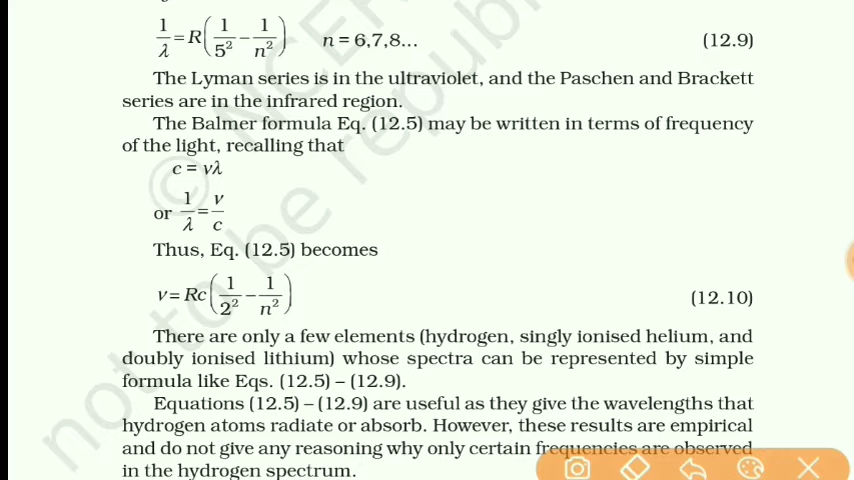 1/λ = R(1/5² − 1/n²)    n = 6,7,8...    (12.9)
The Lyman series is in the ultraviolet, and the Paschen and Brackett
series are in the infrared region.
The Balmer formula Eq. (12.5) may be written in terms of frequency
of the light, recalling that
c = νλ
or 1/λ = ν/c
Thus, Eq. (12.5) becomes
ν = Rc(1/2² − 1/n²)    (12.10)
There are only a few elements (hydrogen, singly ionised helium, and
doubly ionised lithium) whose spectra can be represented by simple
formula like Eqs. (12.5) – (12.9).
Equations (12.5) – (12.9) are useful as they give the wavelengths that
hydrogen atoms radiate or absorb. However, these results are empirical
and do not give any reasoning why only certain frequencies are observed
in the hydrogen spectrum.
© NCER
not to be republ